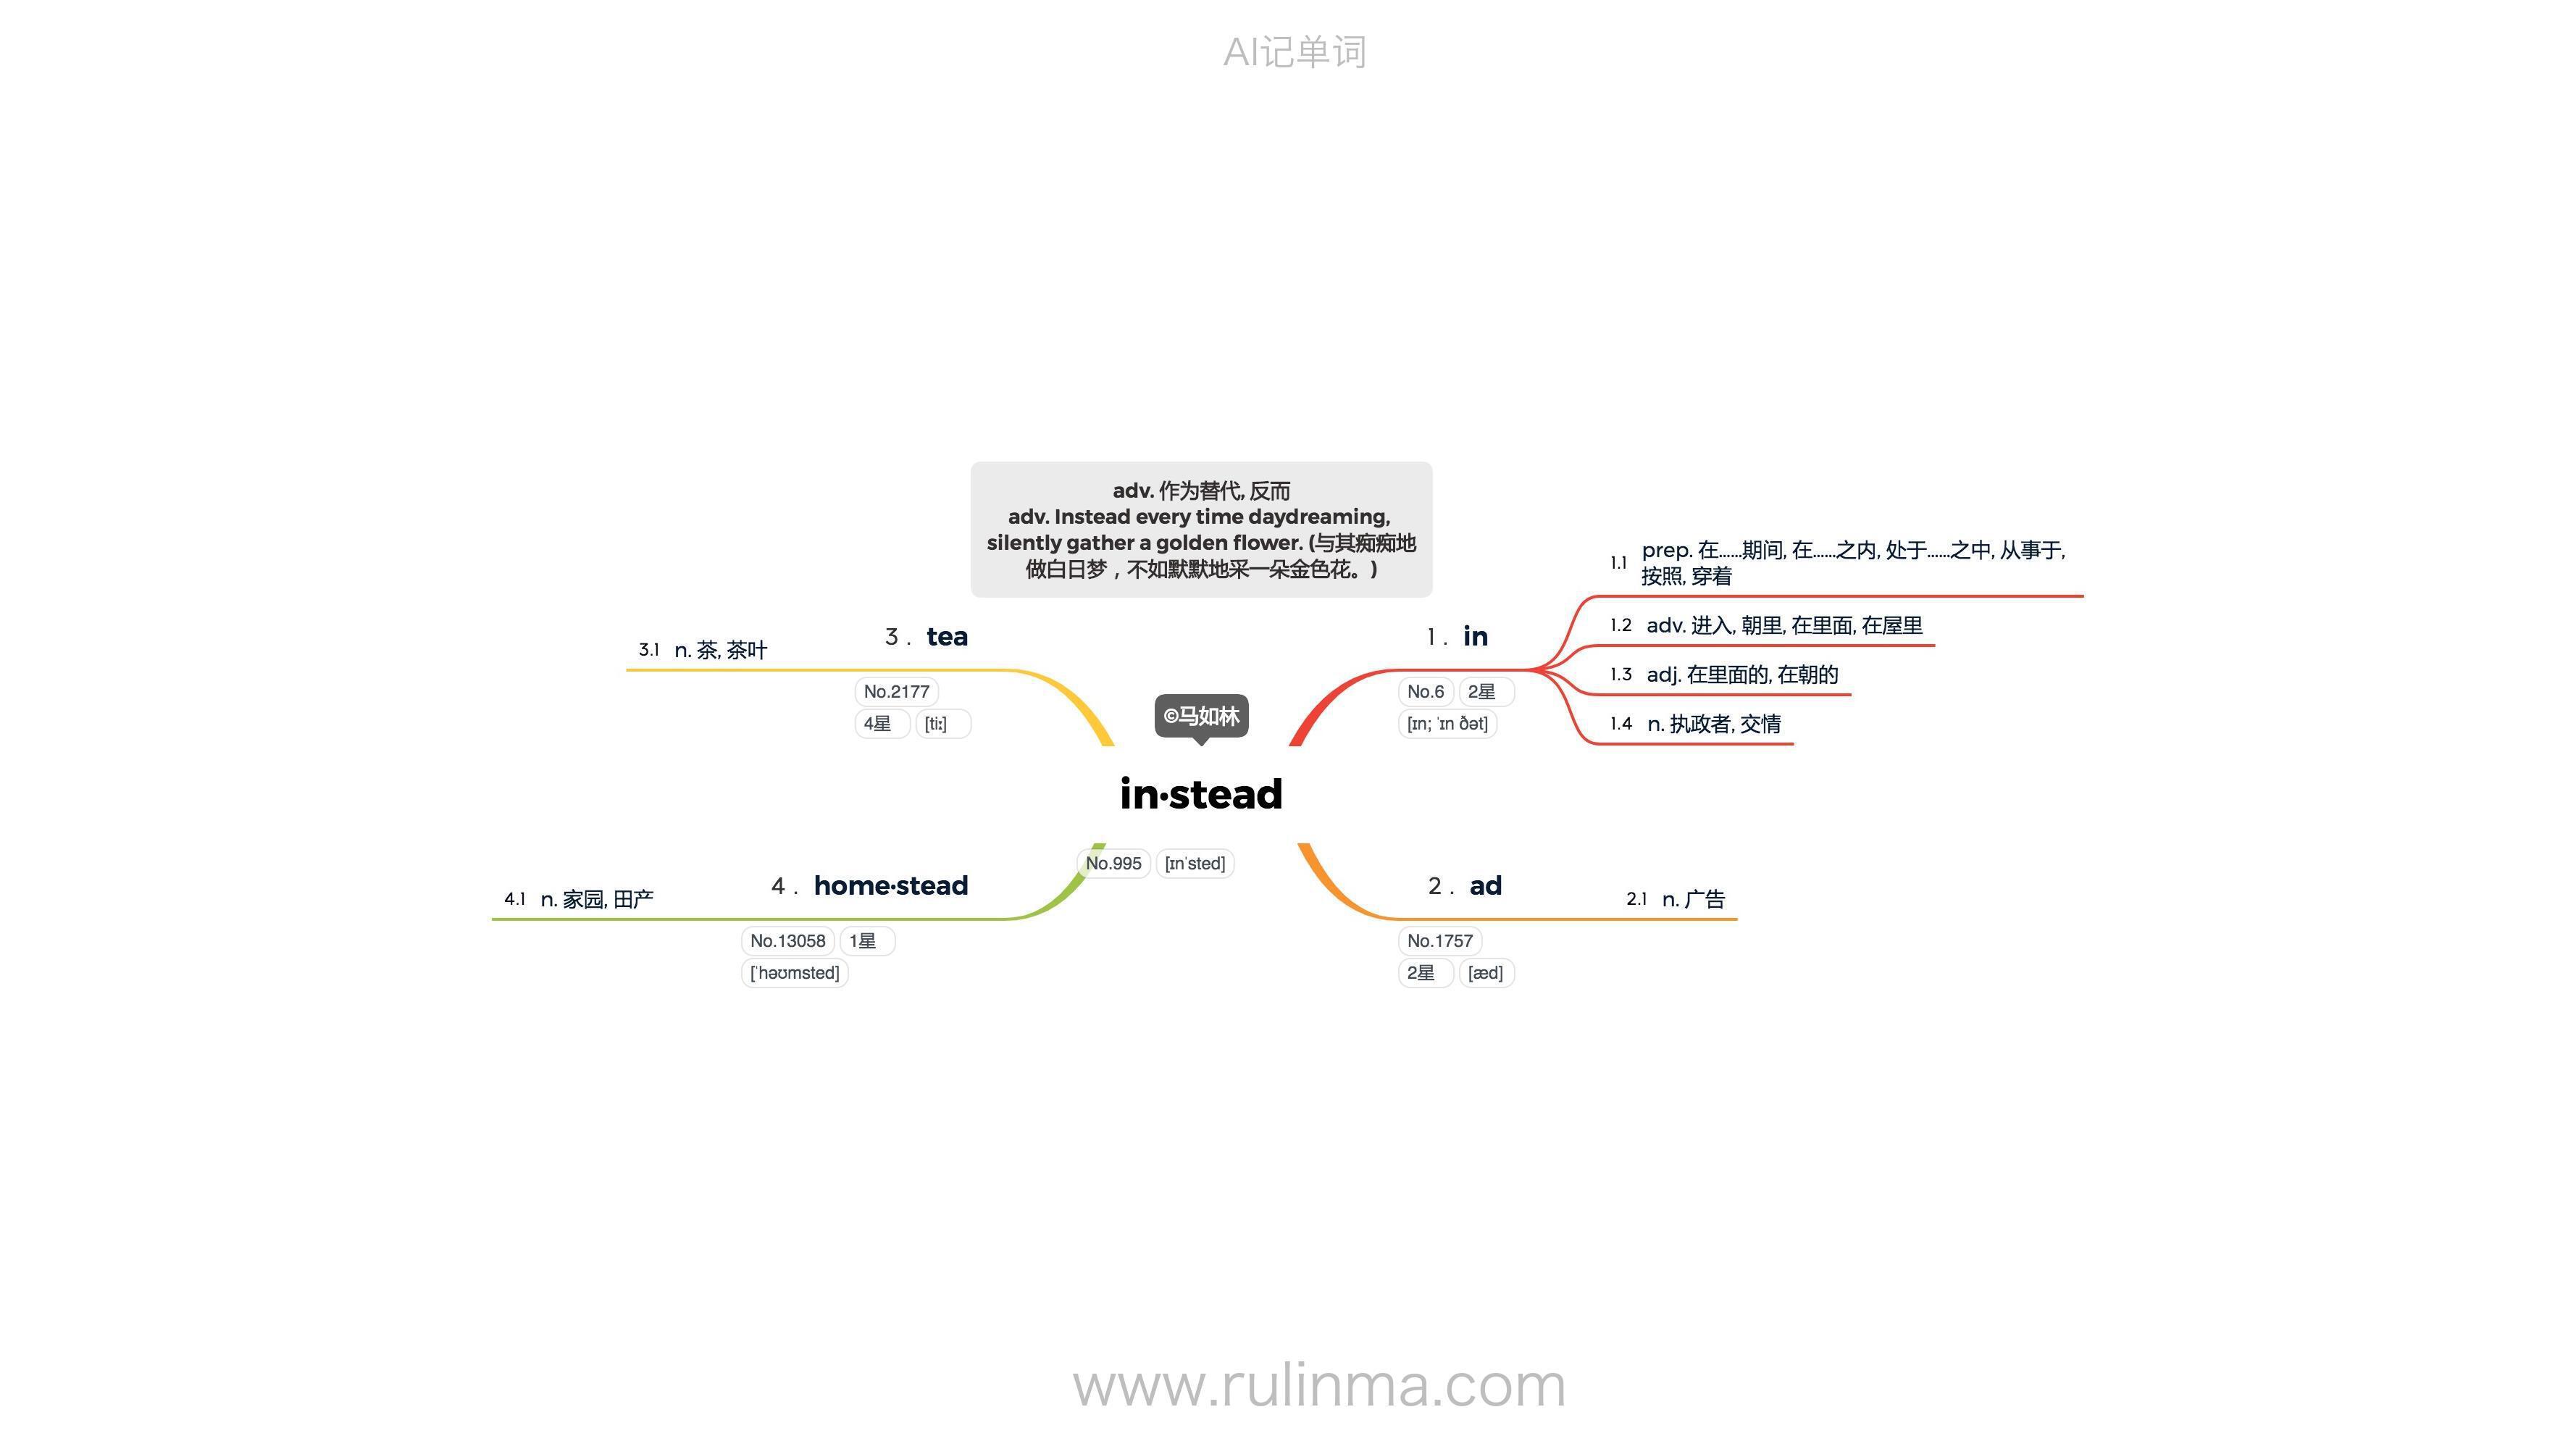 AI记单词
adv. 作为替代, 反而
adv. Instead every time daydreaming,
silently gather a golden flower. (与其痴痴地
做白日梦，不如默默地采一朵金色花。)
©马如林
in·stead
No.995 [ɪnˈsted]
1. in
No.6 2星
[ɪn; ˈɪn ðət]
1.1 prep. 在……期间, 在……之内, 处于……之中, 从事于,
按照, 穿着
1.2 adv. 进入, 朝里, 在里面, 在屋里
1.3 adj. 在里面的, 在朝的
1.4 n. 执政者, 交情
2. ad
No.1757
2星 [æd]
2.1 n. 广告
3. tea
No.2177
4星 [tiː]
3.1 n. 茶, 茶叶
4. home·stead
No.13058 1星
[ˈhəʊmsted]
4.1 n. 家园, 田产
www.rulinma.com